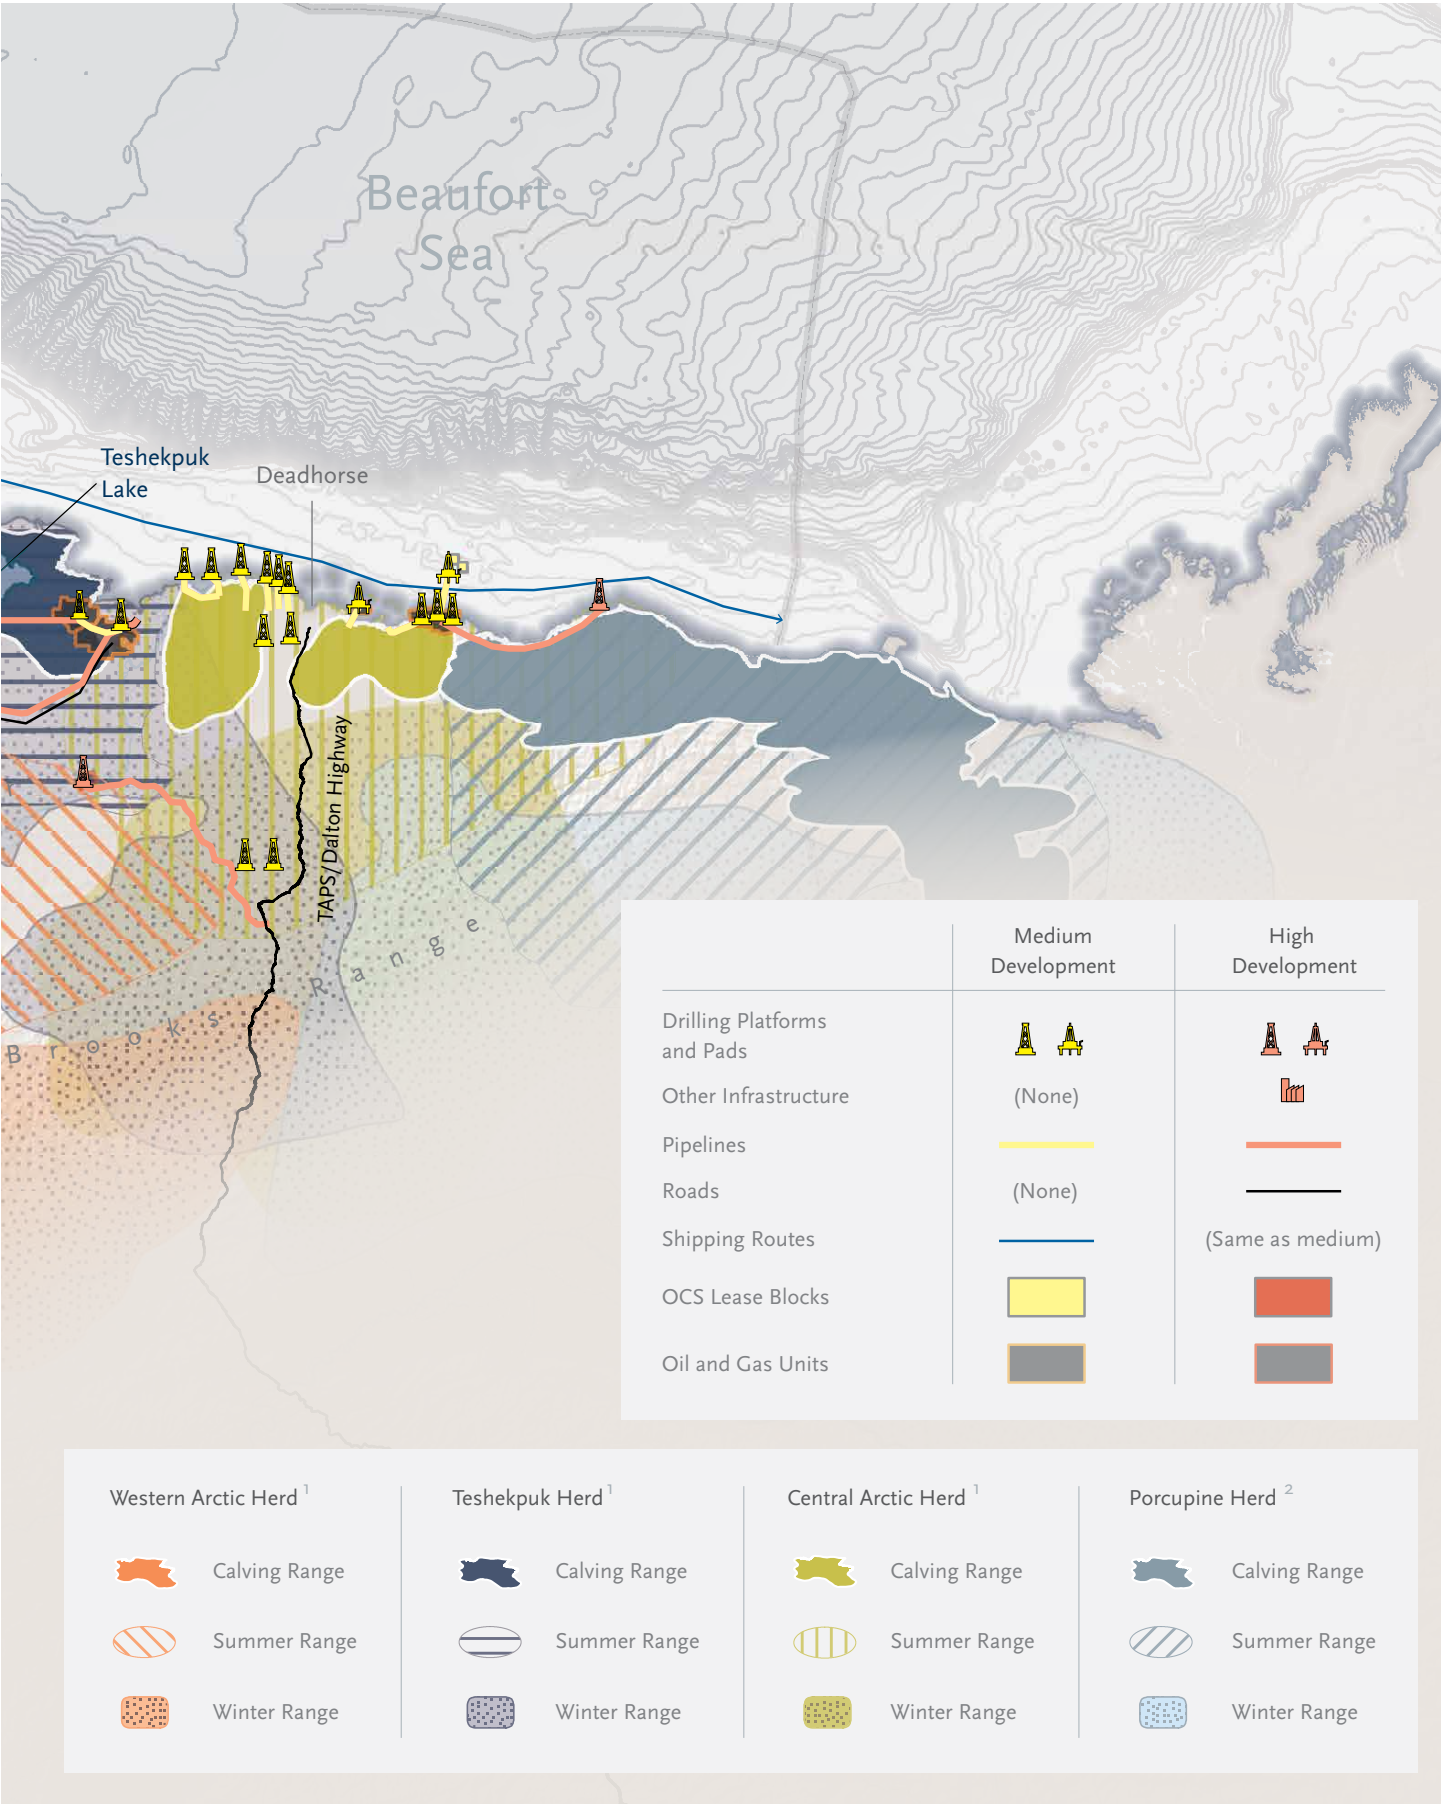 Beaufort
Sea
Teshekpuk
Lake
Deadhorse
TAPS/Dalton Highway
Brooks Range
Medium
Development
High
Development
Drilling Platforms
and Pads
Other Infrastructure
(None)
Pipelines
Roads
(None)
Shipping Routes
(Same as medium)
OCS Lease Blocks
Oil and Gas Units
Western Arctic Herd 1
Calving Range
Summer Range
Winter Range
Teshekpuk Herd 1
Calving Range
Summer Range
Winter Range
Central Arctic Herd 1
Calving Range
Summer Range
Winter Range
Porcupine Herd 2
Calving Range
Summer Range
Winter Range